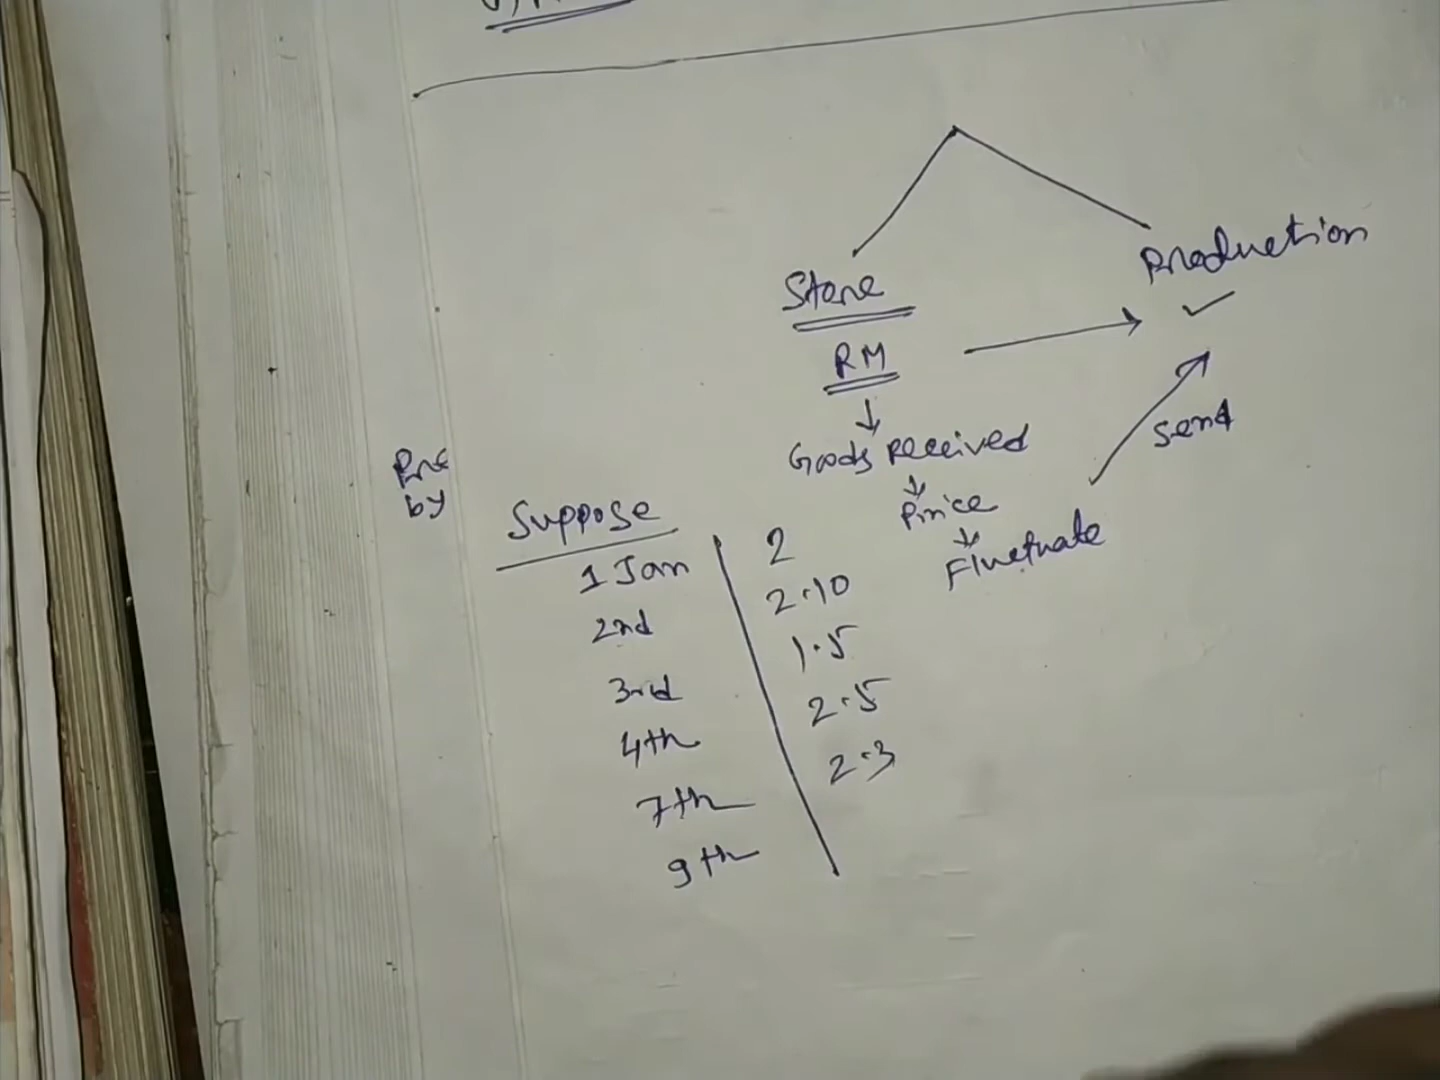 Production
Store
RM
Goods Received
Send
Price
Fluctuate
by
Suppose
1 Jan 2
2nd 2.10
3rd 1.5
4th 2.5
7th 2.3
9th